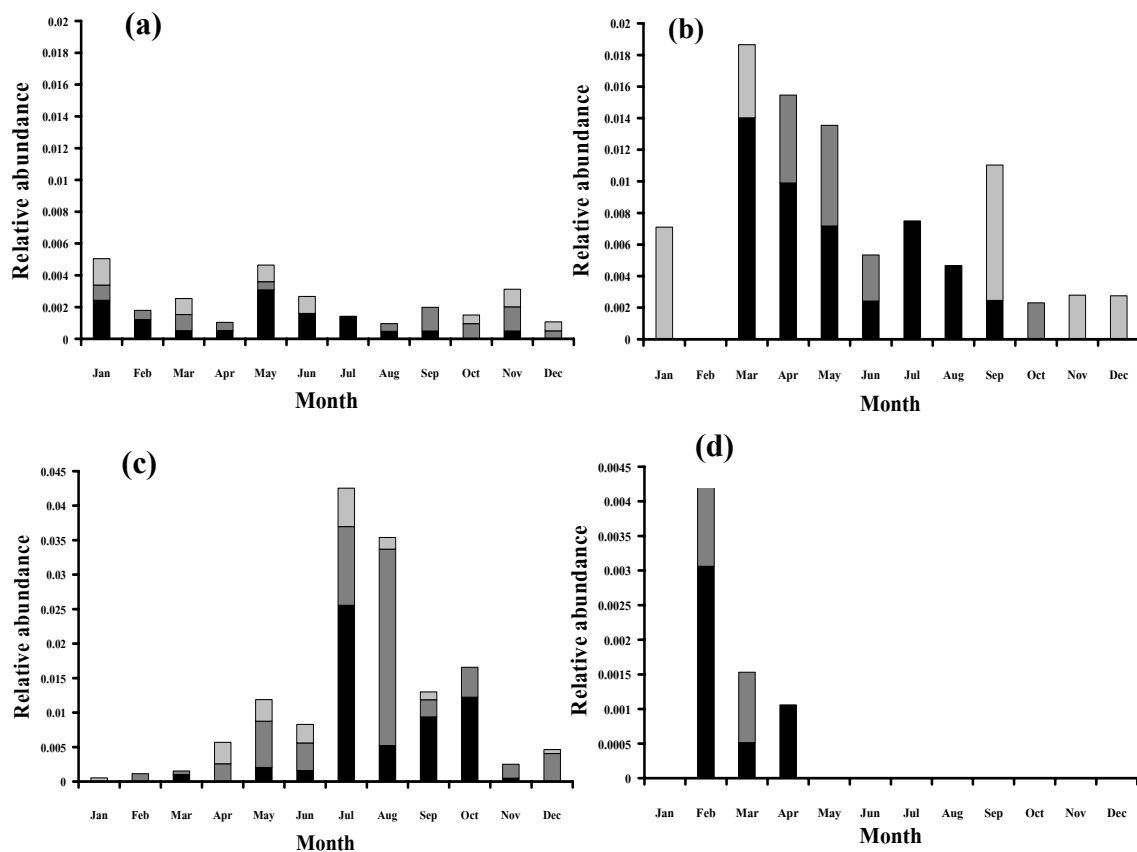 (a)
0.02
0.018
0.016
0.014
0.012
0.01
0.008
0.006
0.004
0.002
0
Relative abundance
Jan Feb Mar Apr May Jun Jul Aug Sep Oct Nov Dec
Month
(b)
0.02
0.018
0.016
0.014
0.012
0.01
0.008
0.006
0.004
0.002
0
Relative abundance
Jan Feb Mar Apr May Jun Jul Aug Sep Oct Nov Dec
Month
(c)
0.045
0.04
0.035
0.03
0.025
0.02
0.015
0.01
0.005
0
Relative abundance
Jan Feb Mar Apr May Jun Jul Aug Sep Oct Nov Dec
Month
(d)
0.0045
0.004
0.0035
0.003
0.0025
0.002
0.0015
0.001
0.0005
0
Relative abundance
Jan Feb Mar Apr May Jun Jul Aug Sep Oct Nov Dec
Month